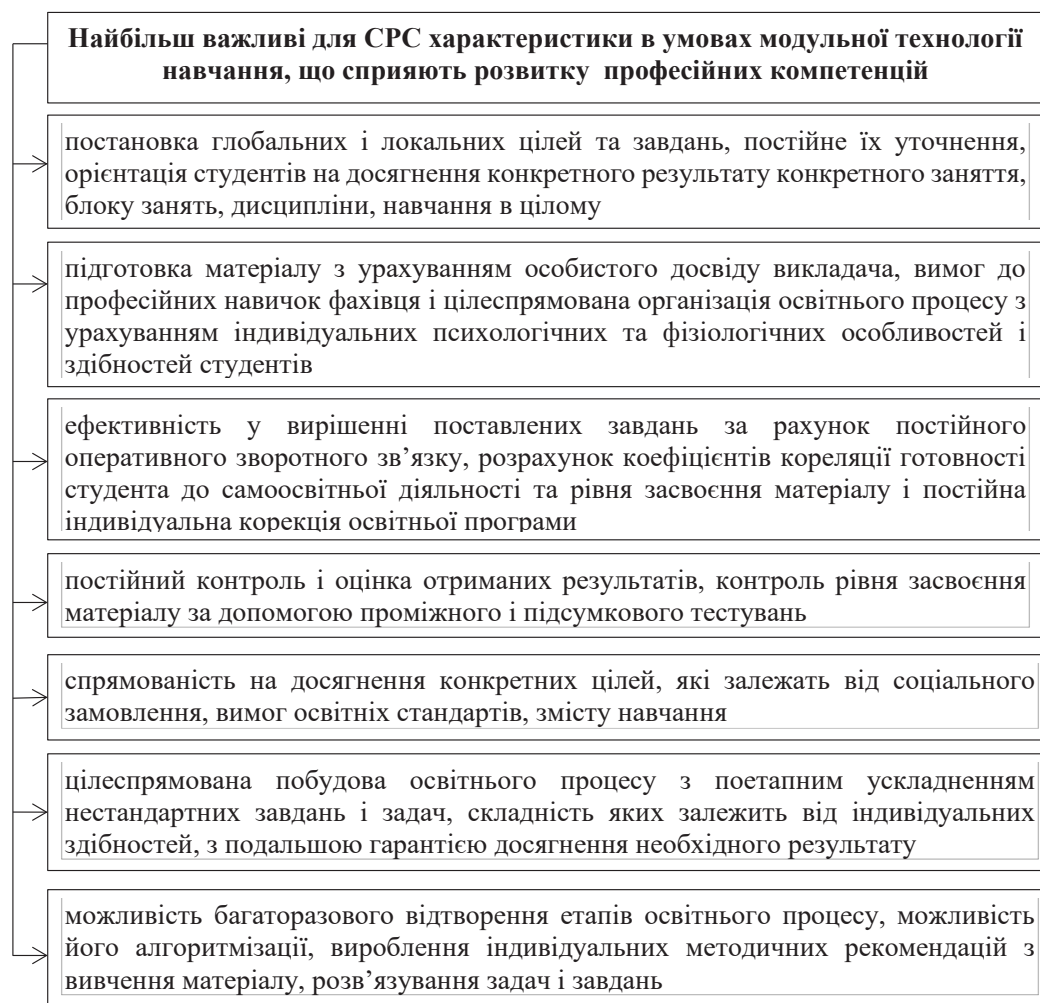 Найбільш важливі для СРС характеристики в умовах модульної технології
навчання, що сприяють розвитку професійних компетенцій
постановка глобальних і локальних цілей та завдань, постійне їх уточнення,
орієнтація студентів на досягнення конкретного результату конкретного заняття,
блоку занять, дисципліни, навчання в цілому
підготовка матеріалу з урахуванням особистого досвіду викладача, вимог до
професійних навичок фахівця і цілеспрямована організація освітнього процесу з
урахуванням індивідуальних психологічних та фізіологічних особливостей і
здібностей студентів
ефективність у вирішенні поставлених завдань за рахунок постійного
оперативного зворотного зв’язку, розрахунок коефіцієнтів кореляції готовності
студента до самоосвітньої діяльності та рівня засвоєння матеріалу і постійна
індивідуальна корекція освітньої програми
постійний контроль і оцінка отриманих результатів, контроль рівня засвоєння
матеріалу за допомогою проміжного і підсумкового тестувань
спрямованість на досягнення конкретних цілей, які залежать від соціального
замовлення, вимог освітніх стандартів, змісту навчання
цілеспрямована побудова освітнього процесу з поетапним ускладненням
нестандартних завдань і задач, складність яких залежить від індивідуальних
здібностей, з подальшою гарантією досягнення необхідного результату
можливість багаторазового відтворення етапів освітнього процесу, можливість
його алгоритмізації, вироблення індивідуальних методичних рекомендацій з
вивчення матеріалу, розв’язування задач і завдань